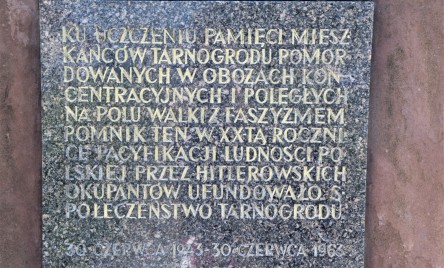 KU UCZCZENIU PAMIĘCI MIESZ
KAŃCÓW TARNOGRODU POMOR
DOWANYCH W OBOZACH KON
CENTRACYJNYCH I POLEGŁYCH
NA POLU WALKI Z FASZYZMEM
POMNIK TEN W XX-TĄ ROCZNI
CĘ PACYFIKACJI LUDNOŚCI PO
LSKIEJ PRZEZ HITLEROWSKICH
OKUPANTÓW UFUNDOWAŁO S
POŁECZEŃSTWO TARNOGRODU
30 CZERWCA 1943-30 CZERWCA 1963